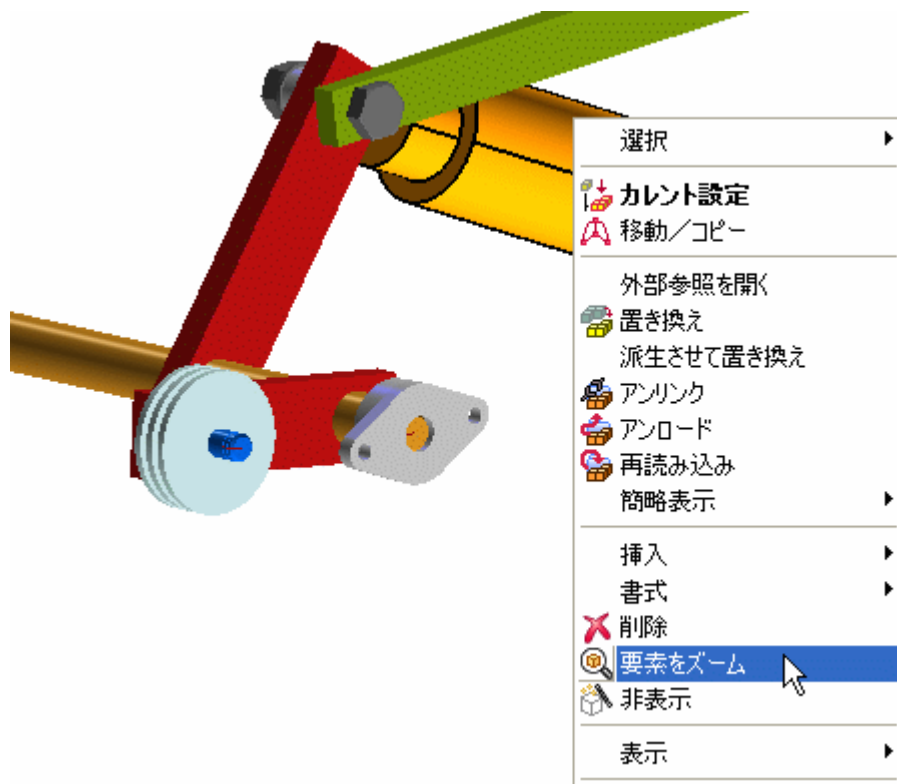 選択
カレント設定
移動／コピー
外部参照を開く
置き換え
派生させて置き換え
アンリンク
アンロード
再読み込み
簡略表示
挿入
書式
削除
要素をズーム
非表示
表示